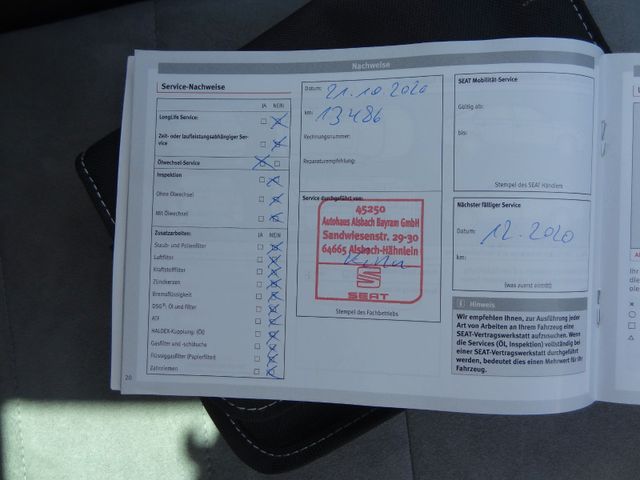 Nachweise
Service-Nachweise
JA NEIN
LongLife Service:
Zeit- oder laufleistungsabhängiger Ser-
vice
Ölwechsel-Service
Inspektion
Ohne Ölwechsel
Mit Ölwechsel
Zusatzarbeiten:
JA NEIN
Staub- und Pollenfilter
Luftfilter
Kraftstofffilter
Zündkerzen
Bremsflüssigkeit
DSG®: Öl und Filter
ATF
HALDEX-Kupplung: (Öl)
Gasfilter und -schläuche
Flüssiggasfilter (Papierfilter)
Zahnriemen
20
Datum: 21.10.2020
km: 13486
Rechnungsnummer:
Reparaturempfehlung:
Service durchgeführt von:
45250
Autohaus Alsbach Bayram GmbH
Sandwiesenstr. 29-30
64665 Alsbach-Hähnlein
SEAT
Stempel des Fachbetriebs
SEAT Mobilität-Service
Gültig ab:
bis:
Stempel des SEAT Händlers
Nächster fälliger Service
Datum: 12.2020
km:
(was zuerst eintritt)
i Hinweis
Wir empfehlen Ihnen, zur Ausführung jeder
Art von Arbeiten an Ihrem Fahrzeug eine
SEAT-Vertragswerkstatt aufzusuchen. Wenn
die Services (Öl, Inspektion) vollständig bei
einer SEAT-Vertragswerkstatt durchgeführt
werden, bedeutet dies einen Mehrwert für Ihr
Fahrzeug.